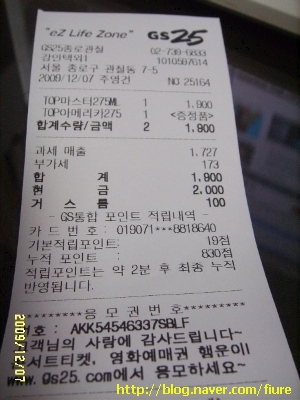 "eZ Life Zone" GS25
GS25종로관철 02-739-6833
강인택외1 1010587614
서울 종로구 관철동 7-5
2009/12/07 주영건 NO 25164
TOP마스터275ML 1 1,900
TOP아메리카275 1 <증정품>
합계수량/금액 2 1,900
과세 매출 1,727
부가세 173
합 계 1,900
현 금 2,000
거 스 름 100
- GS통합 포인트 적립내역 -
카 드 번 호 : 019071***8818640
기본적립포인트: 19점
누적 포인트 : 830점
적립포인트는 약 2분 후 최종 누적
반영됩니다.
********응 모 권 번 호********
호 : AKK54546337SBLF
객님의 사랑에 감사드립니다~
서트티켓, 영화예매권 행운이
www.gs25.com에서 응모하세요~
2009/12/07
http://blog.naver.com/fiure